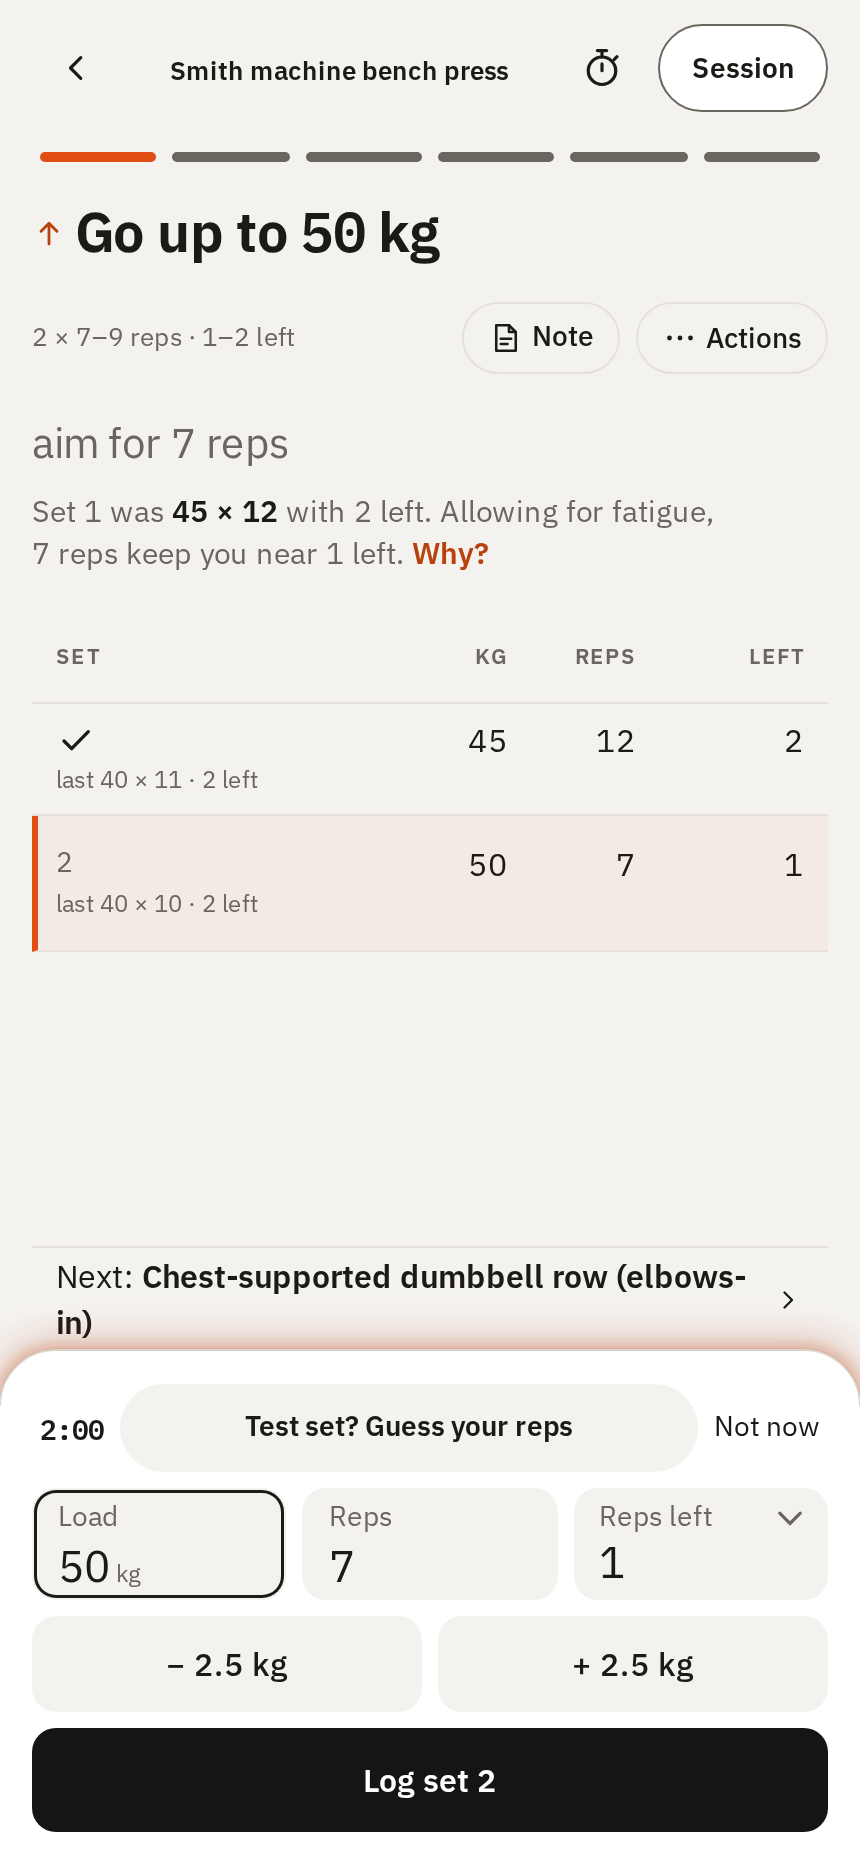 Smith machine bench press
Session
↑ Go up to 50 kg
2 × 7–9 reps · 1–2 left
Note
··· Actions
aim for 7 reps
Set 1 was 45 × 12 with 2 left. Allowing for fatigue,
7 reps keep you near 1 left. Why?
SET KG REPS LEFT
✓ 45 12 2
last 40 × 11 · 2 left
2 50 7 1
last 40 × 10 · 2 left
Next: Chest-supported dumbbell row (elbows-
in)
2:00 Test set? Guess your reps Not now
Load Reps Reps left
50 kg 7 1
− 2.5 kg + 2.5 kg
Log set 2